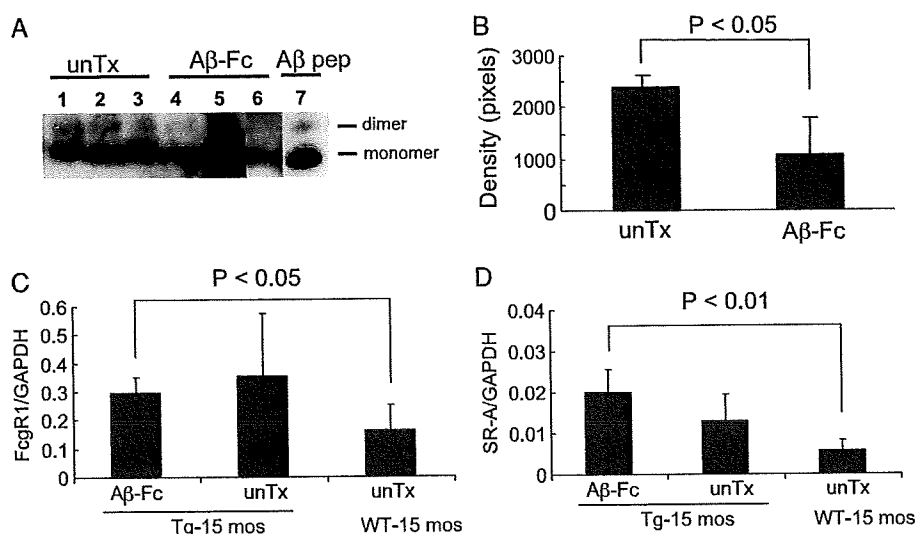 A
unTx Aβ-Fc Aβ pep
1 2 3 4 5 6 7
dimer
monomer
B
P < 0.05
Density (pixels)
3000
2000
1000
0
unTx Aβ-Fc
C
P < 0.05
FcgR1/GAPDH
0.6
0.5
0.4
0.3
0.2
0.1
0
Aβ-Fc unTx unTx
Tg-15 mos WT-15 mos
D
P < 0.01
SR-A/GAPDH
0.04
0.03
0.02
0.01
0
Aβ-Fc unTx unTx
Tg-15 mos WT-15 mos